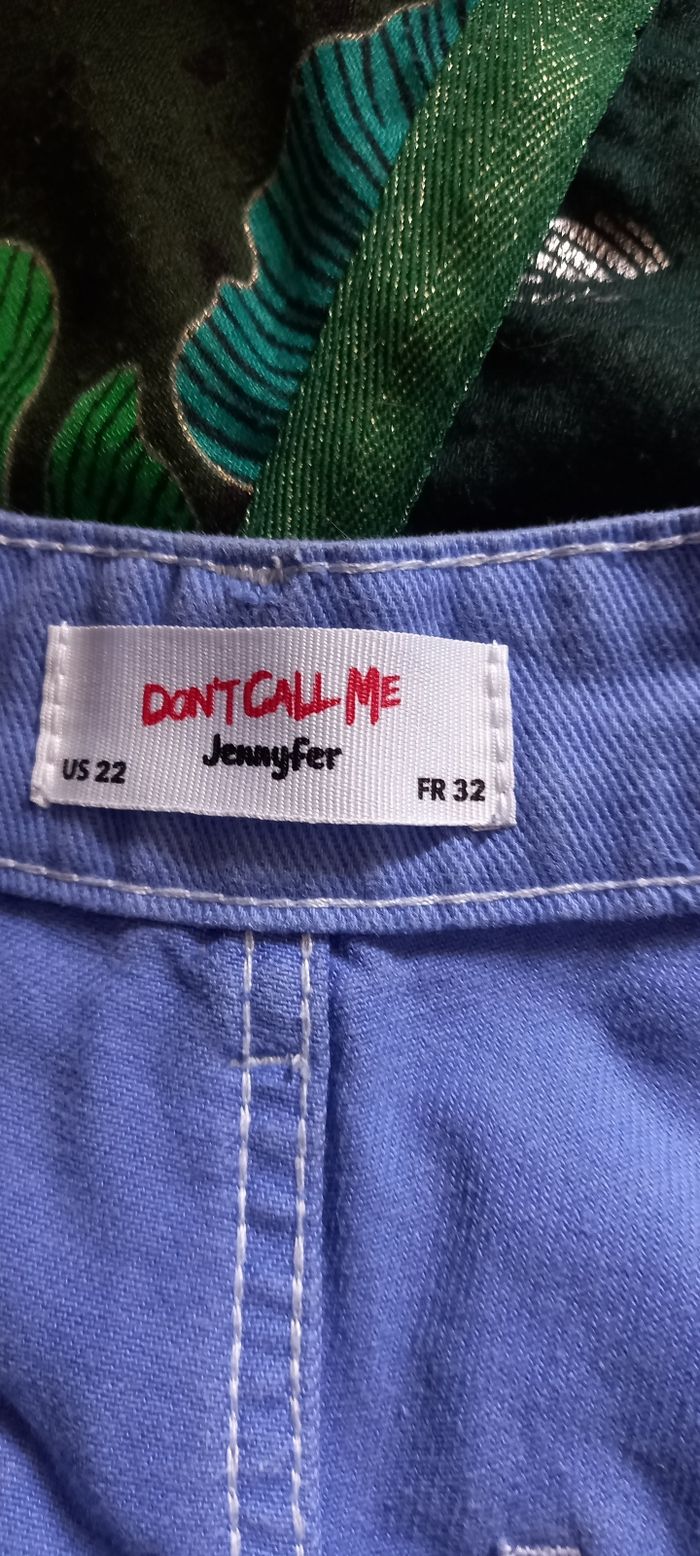 DON'T CALL ME
Jennyfer
US 22
FR 32